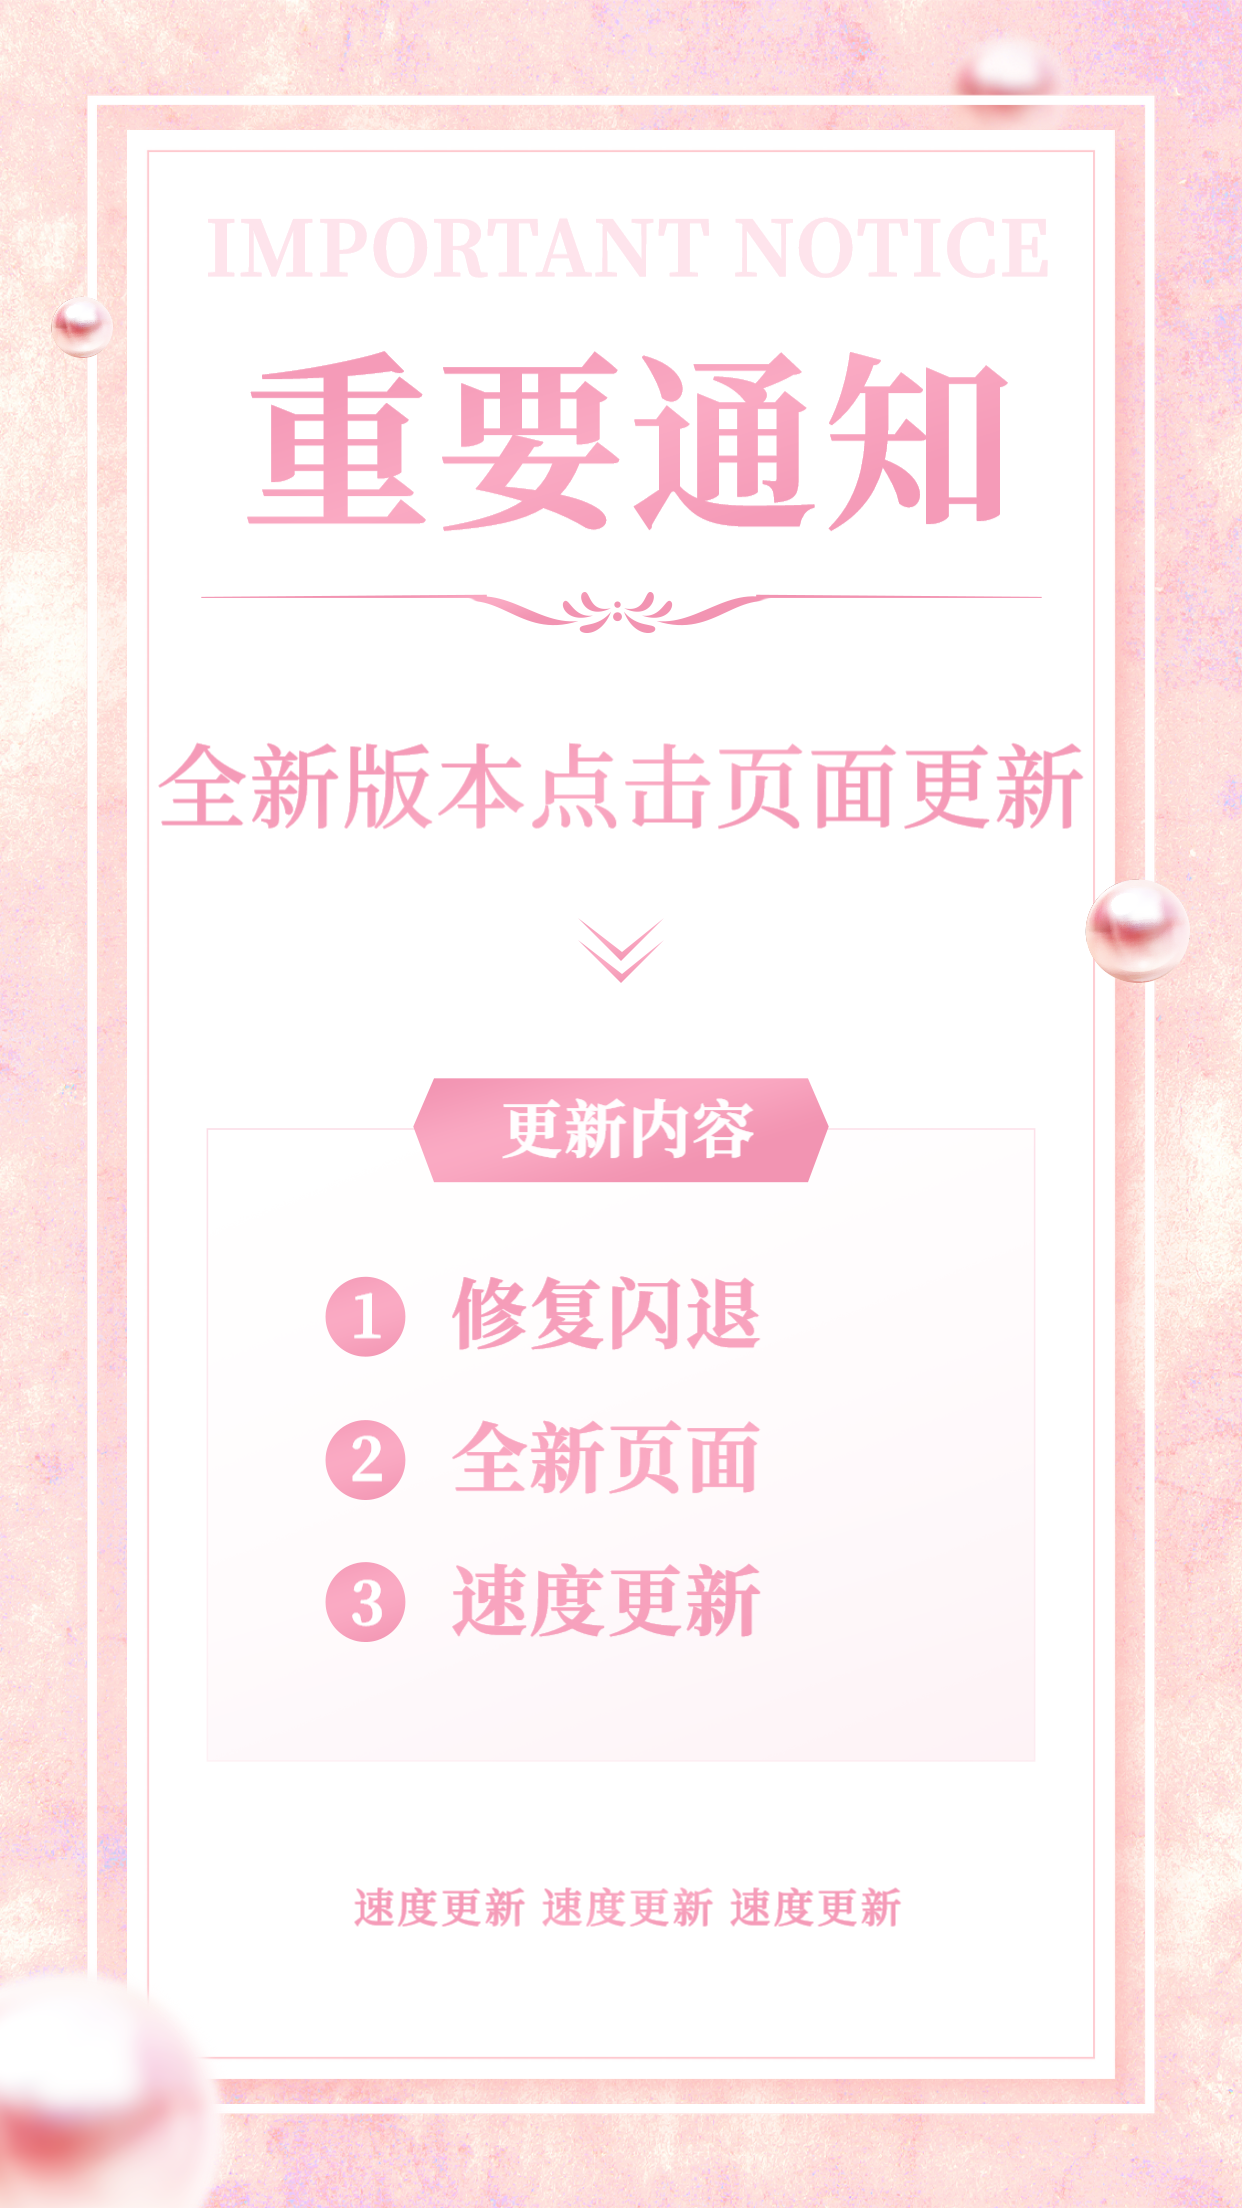 IMPORTANT NOTICE
重要通知
全新版本点击页面更新
更新内容
1 修复闪退
2 全新页面
3 速度更新
速度更新 速度更新 速度更新